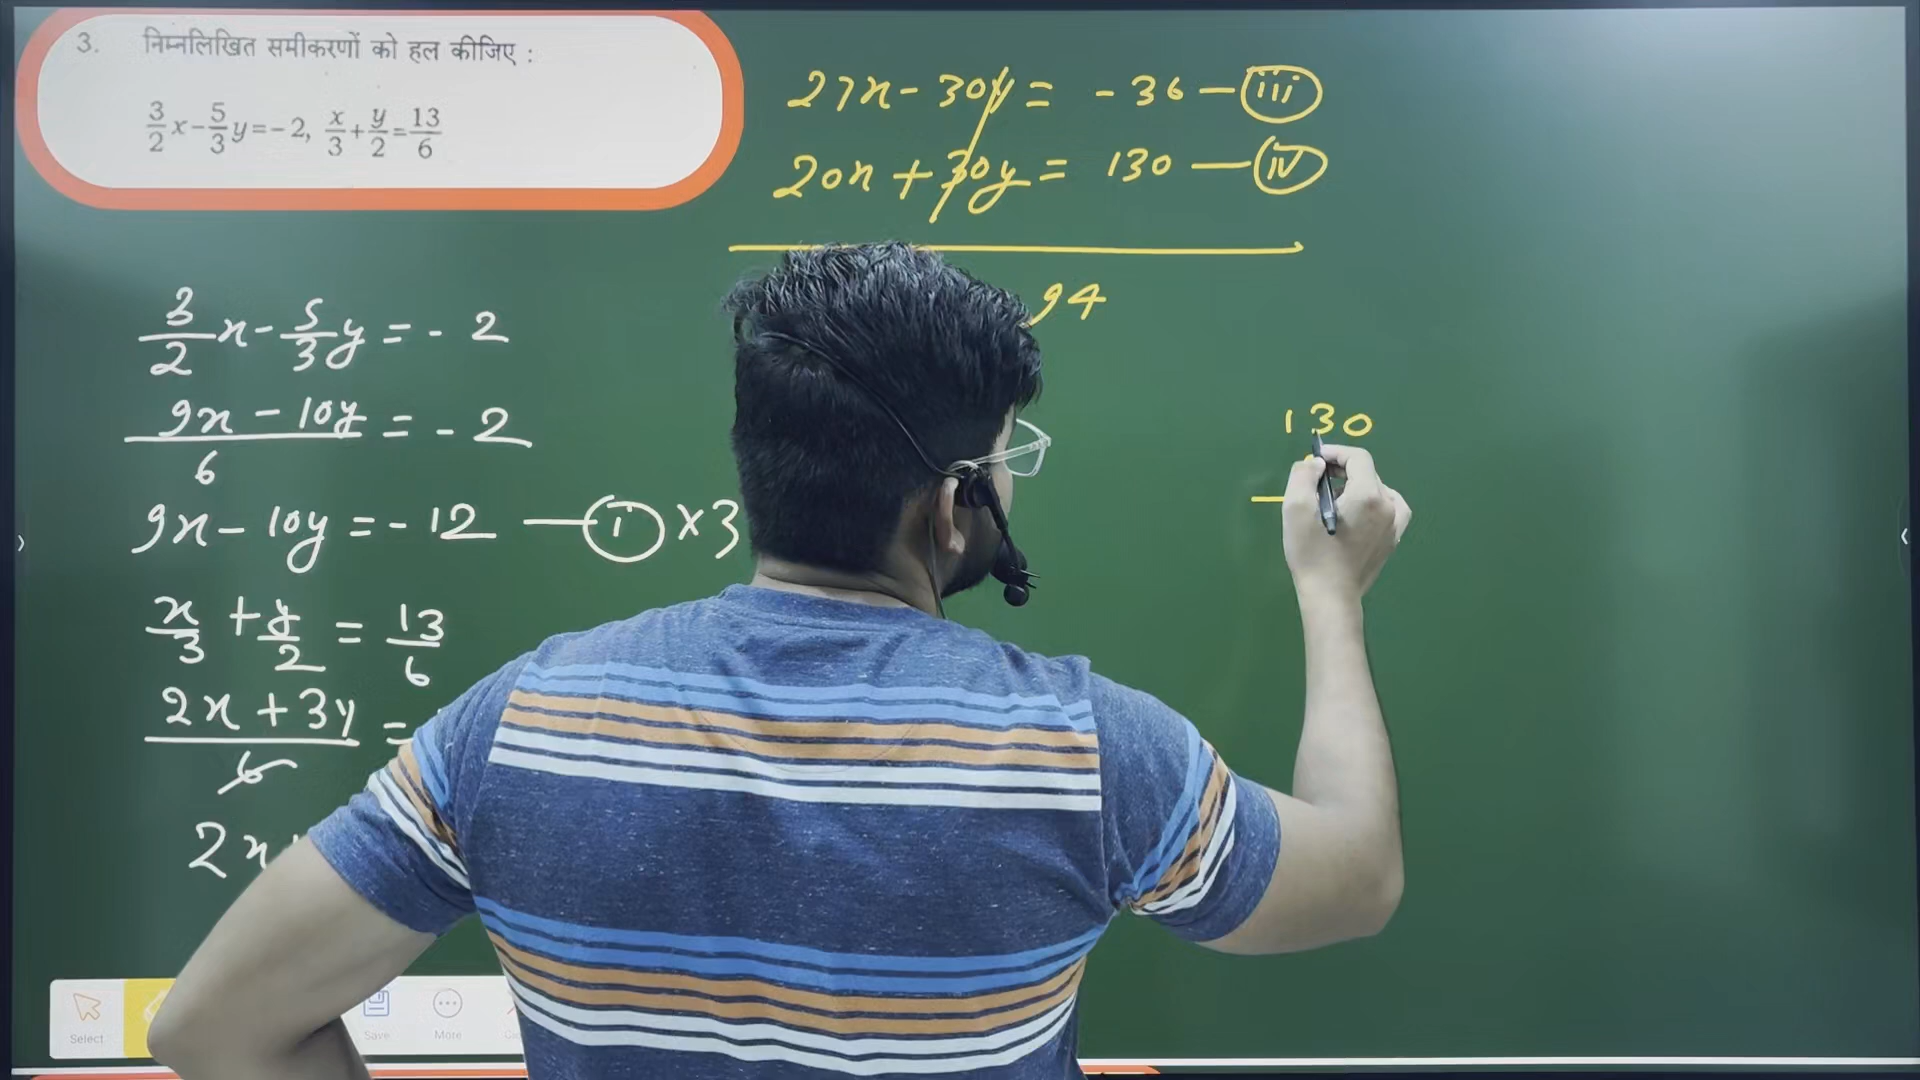 3. निम्नलिखित समीकरणों को हल कीजिए :
3/2 x - 5/3 y = -2, x/3 + y/2 = 13/6
3/2 x - 5/3 y = - 2
9x - 10y / 6 = - 2
9x - 10y = - 12 — (i) × 3
x/3 + y/2 = 13/6
2x + 3y / 6 =
2x
27x - 30y = - 36 — (iii)
20x + 30y = 130 — (iv)
94
130
Select
Save
More